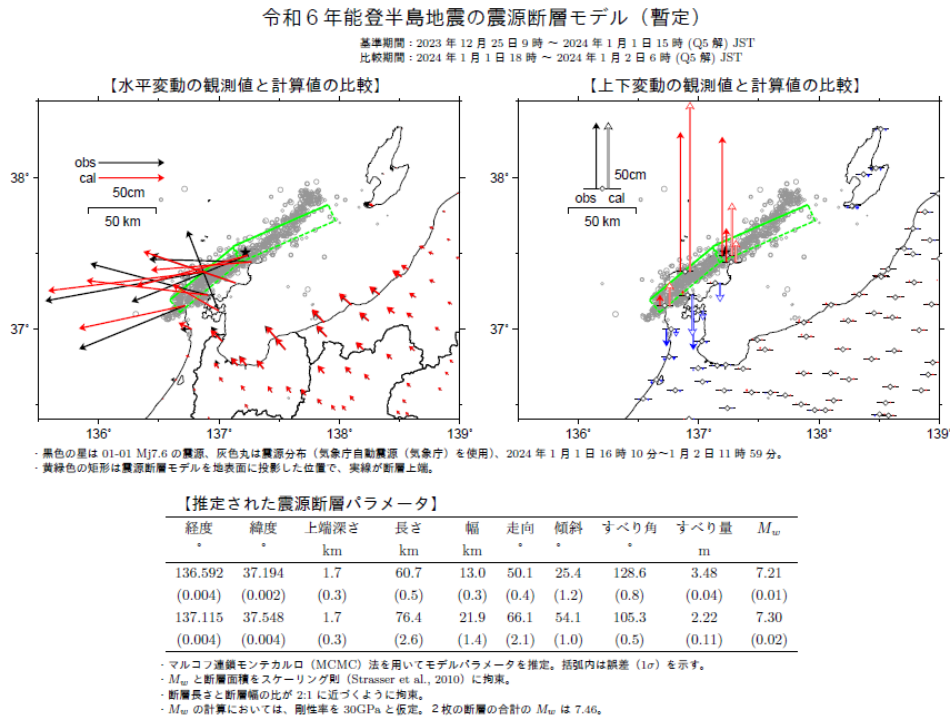 令和６年能登半島地震の震源断層モデル（暫定）
基準期間：2023 年 12 月 25 日 9 時 ～ 2024 年 1 月 1 日 15 時 (Q5 解) JST
比較期間：2024 年 1 月 1 日 18 時 ～ 2024 年 1 月 2 日 6 時 (Q5 解) JST
【水平変動の観測値と計算値の比較】
obs
cal
50cm
50 km
38°
37°
136° 137° 138° 139°
【上下変動の観測値と計算値の比較】
50cm
obs cal
50 km
38°
37°
136° 137° 138° 139°
· 黒色の星は 01-01 Mj7.6 の震源、灰色丸は震源分布（気象庁自動震源（気象庁）を使用）、2024 年 1 月 1 日 16 時 10 分～1 月 2 日 11 時 59 分。
· 黄緑色の矩形は震源断層モデルを地表面に投影した位置で、実線が断層上端。
【推定された震源断層パラメータ】
経度 緯度 上端深さ 長さ 幅 走向 傾斜 すべり角 すべり量 Mw
° ° km km km ° ° ° m
136.592 37.194 1.7 60.7 13.0 50.1 25.4 128.6 3.48 7.21
(0.004) (0.002) (0.3) (0.5) (0.3) (0.4) (1.2) (0.8) (0.04) (0.01)
137.115 37.548 1.7 76.4 21.9 66.1 54.1 105.3 2.22 7.30
(0.004) (0.004) (0.3) (2.6) (1.4) (2.1) (1.0) (0.5) (0.11) (0.02)
· マルコフ連鎖モンテカルロ（MCMC）法を用いてモデルパラメータを推定。括弧内は誤差（1σ）を示す。
· Mw と断層面積をスケーリング則（Strasser et al., 2010）に拘束。
· 断層長さと断層幅の比が 2:1 に近づくように拘束。
· Mw の計算においては、剛性率を 30GPa と仮定。２枚の断層の合計の Mw は 7.46。